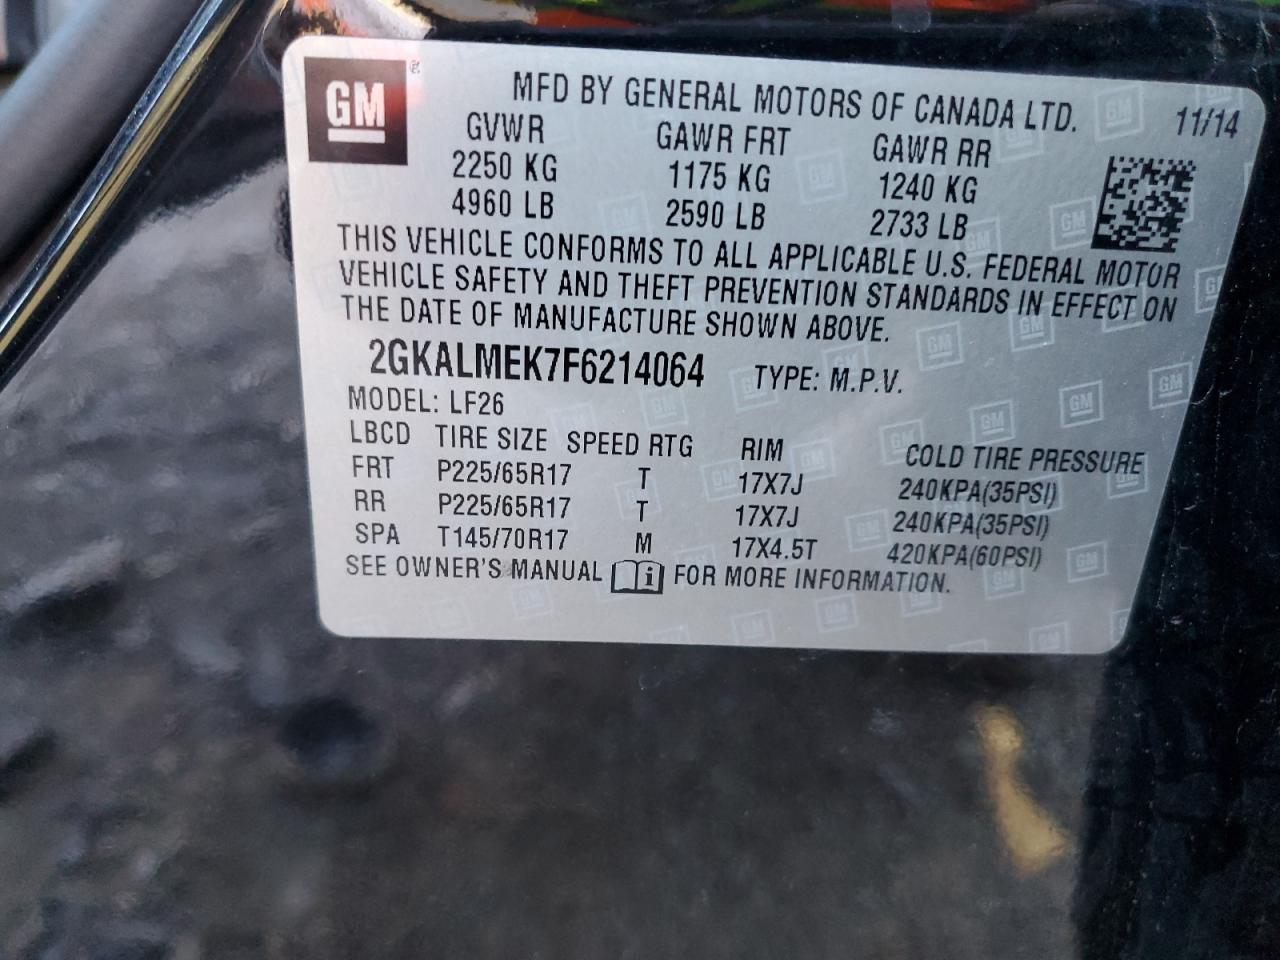 GM
MFD BY GENERAL MOTORS OF CANADA LTD. 11/14
GVWR GAWR FRT GAWR RR
2250 KG 1175 KG 1240 KG
4960 LB 2590 LB 2733 LB
THIS VEHICLE CONFORMS TO ALL APPLICABLE U.S. FEDERAL MOTOR
VEHICLE SAFETY AND THEFT PREVENTION STANDARDS IN EFFECT ON
THE DATE OF MANUFACTURE SHOWN ABOVE.
2GKALMEK7F6214064 TYPE: M.P.V.
MODEL: LF26
LBCD TIRE SIZE SPEED RTG RIM COLD TIRE PRESSURE
FRT P225/65R17 T 17X7J 240KPA(35PSI)
RR P225/65R17 T 17X7J 240KPA(35PSI)
SPA T145/70R17 M 17X4.5T 420KPA(60PSI)
SEE OWNER'S MANUAL i FOR MORE INFORMATION.